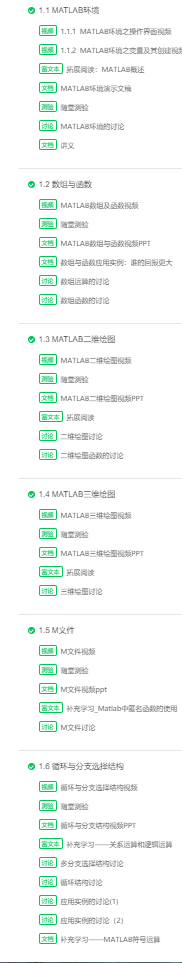 1.1 MATLAB环境
视频 1.1.1 MATLAB环境之操作界面视频
视频 1.1.2 MATLAB环境之变量及其创建视频
富文本 拓展阅读：MATLAB概述
文档 MATLAB环境演示文稿
测验 随堂测验
讨论 MATLAB环境的讨论
文档 讲义
1.2 数组与函数
视频 MATLAB数组及函数视频
测验 随堂测验
文档 MATLAB数组与函数视频PPT
文档 数组与函数应用实例：谁的回报更大
讨论 数组运算的讨论
讨论 数组函数的讨论
1.3 MATLAB二维绘图
视频 MATLAB二维绘图视频
测验 随堂测验
文档 MATLAB二维绘图视频PPT
富文本 拓展阅读
讨论 二维绘图讨论
讨论 二维绘图函数的讨论
1.4 MATLAB三维绘图
视频 MATLAB三维绘图视频
测验 随堂测验
文档 MATLAB三维绘图视频PPT
富文本 拓展阅读
讨论 三维绘图讨论
1.5 M文件
视频 M文件视频
测验 随堂测验
文档 M文件视频ppt
富文本 补充学习_Matlab中匿名函数的使用
讨论 M文件讨论
1.6 循环与分支选择结构
视频 循环与分支选择结构视频
测验 随堂测验
文档 循环与分支结构视频PPT
富文本 补充学习——关系运算和逻辑运算
讨论 多分支选择结构讨论
讨论 循环结构讨论
讨论 应用实例的讨论(1)
讨论 应用实例的讨论（2）
文档 补充学习——MATLAB符号运算